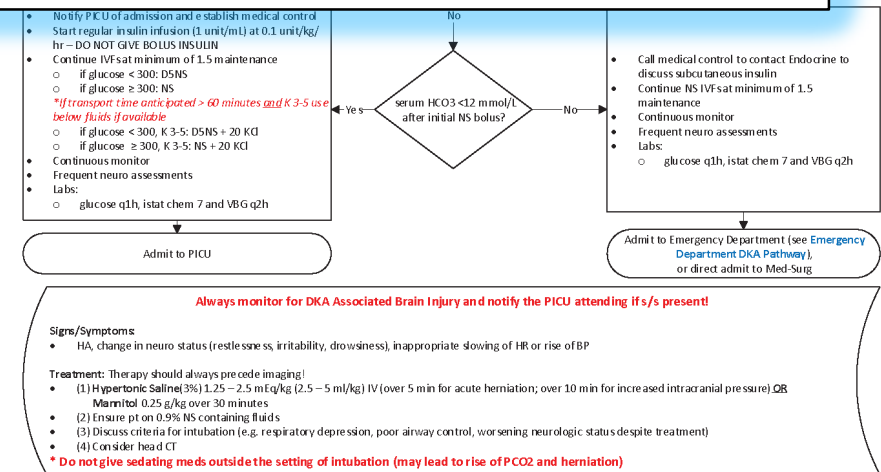 No
• Notify PICU of admission and establish medical control
• Start regular insulin infusion (1 unit/mL) at 0.1 unit/kg/
hr – DO NOT GIVE BOLUS INSULIN
• Continue IVFs at minimum of 1.5 maintenance
o if glucose < 300: D5NS
o if glucose ≥ 300: NS
*If transport time anticipated > 60 minutes and K 3-5 use
below fluids if available
o if glucose < 300, K 3-5: D5NS + 20 KCl
o if glucose ≥ 300, K 3-5: NS + 20 KCl
• Continuous monitor
• Frequent neuro assessments
• Labs:
o glucose q1h, istat chem 7 and VBG q2h
Yes
serum HCO3 <12 mmol/L
after initial NS bolus?
No
• Call medical control to contact Endocrine to
discuss subcutaneous insulin
• Continue NS IVFs at minimum of 1.5
maintenance
• Continuous monitor
• Frequent neuro assessments
• Labs:
o glucose q1h, istat chem 7 and VBG q2h
Admit to PICU
Admit to Emergency Department (see Emergency
Department DKA Pathway),
or direct admit to Med-Surg
Always monitor for DKA Associated Brain Injury and notify the PICU attending if s/s present!
Signs/Symptoms:
• HA, change in neuro status (restlessness, irritability, drowsiness), inappropriate slowing of HR or rise of BP
Treatment: Therapy should always precede imaging!
• (1) Hypertonic Saline(3%) 1.25 – 2.5 mEq/kg (2.5 – 5 ml/kg) IV (over 5 min for acute herniation; over 10 min for increased intracranial pressure) OR
Mannitol 0.25 g/kg over 30 minutes
• (2) Ensure pt on 0.9% NS containing fluids
• (3) Discuss criteria for intubation (e.g. respiratory depression, poor airway control, worsening neurologic status despite treatment)
• (4) Consider head CT
* Do not give sedating meds outside the setting of intubation (may lead to rise of PCO2 and herniation)